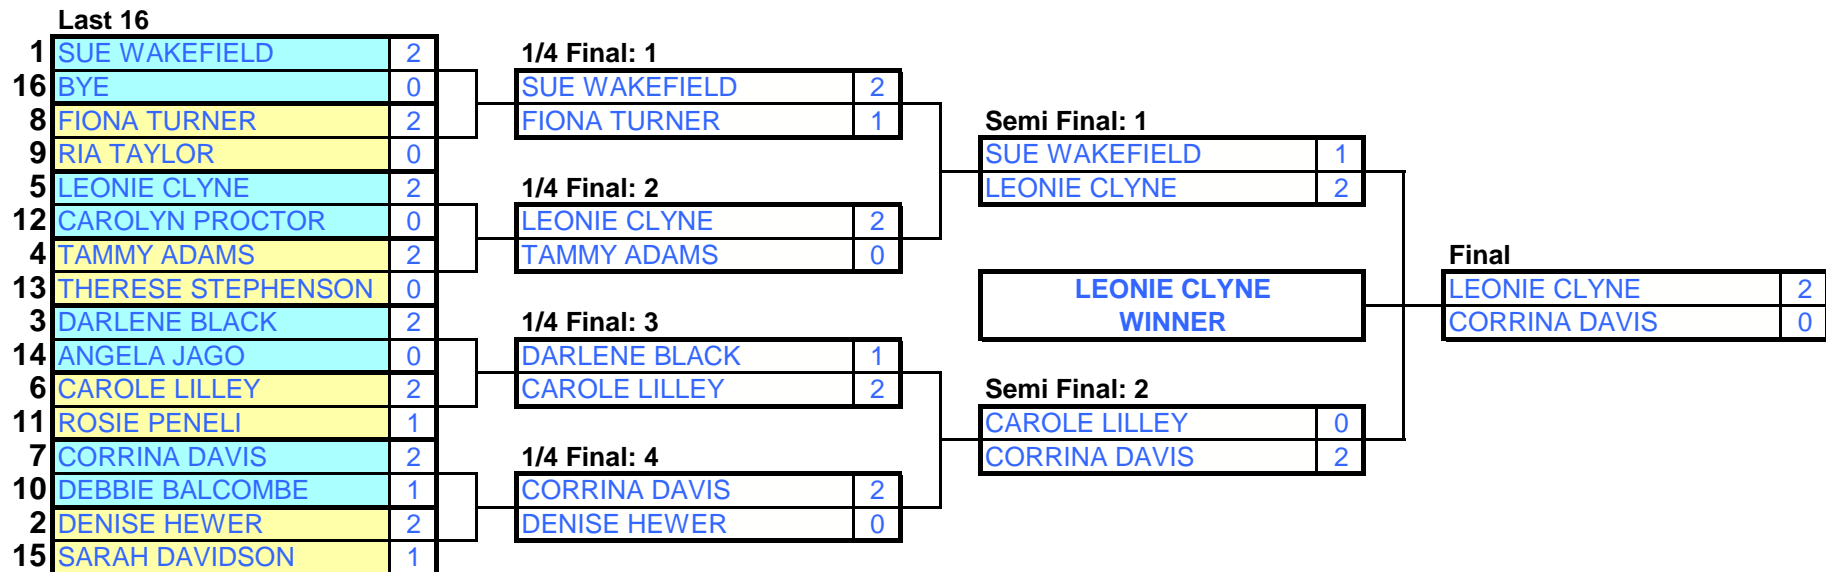 Last 16
1 SUE WAKEFIELD 2
16 BYE 0
8 FIONA TURNER 2
9 RIA TAYLOR 0
5 LEONIE CLYNE 2
12 CAROLYN PROCTOR 0
4 TAMMY ADAMS 2
13 THERESE STEPHENSON 0
3 DARLENE BLACK 2
14 ANGELA JAGO 0
6 CAROLE LILLEY 2
11 ROSIE PENELI 1
7 CORRINA DAVIS 2
10 DEBBIE BALCOMBE 1
2 DENISE HEWER 2
15 SARAH DAVIDSON 1
1/4 Final: 1
SUE WAKEFIELD 2
FIONA TURNER 1
1/4 Final: 2
LEONIE CLYNE 2
TAMMY ADAMS 0
1/4 Final: 3
DARLENE BLACK 1
CAROLE LILLEY 2
1/4 Final: 4
CORRINA DAVIS 2
DENISE HEWER 0
Semi Final: 1
SUE WAKEFIELD 1
LEONIE CLYNE 2
LEONIE CLYNE
WINNER
Semi Final: 2
CAROLE LILLEY 0
CORRINA DAVIS 2
Final
LEONIE CLYNE 2
CORRINA DAVIS 0